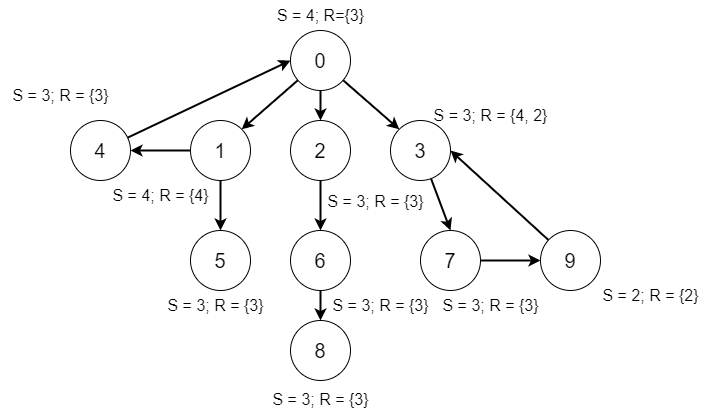 S = 4; R={3}
0
S = 3; R = {3}
S = 3; R = {4, 2}
4
1
2
3
S = 4; R = {4}
S = 3; R = {3}
5
6
7
9
S = 3; R = {3}
S = 3; R = {3}
S = 3; R = {3}
S = 2; R = {2}
8
S = 3; R = {3}